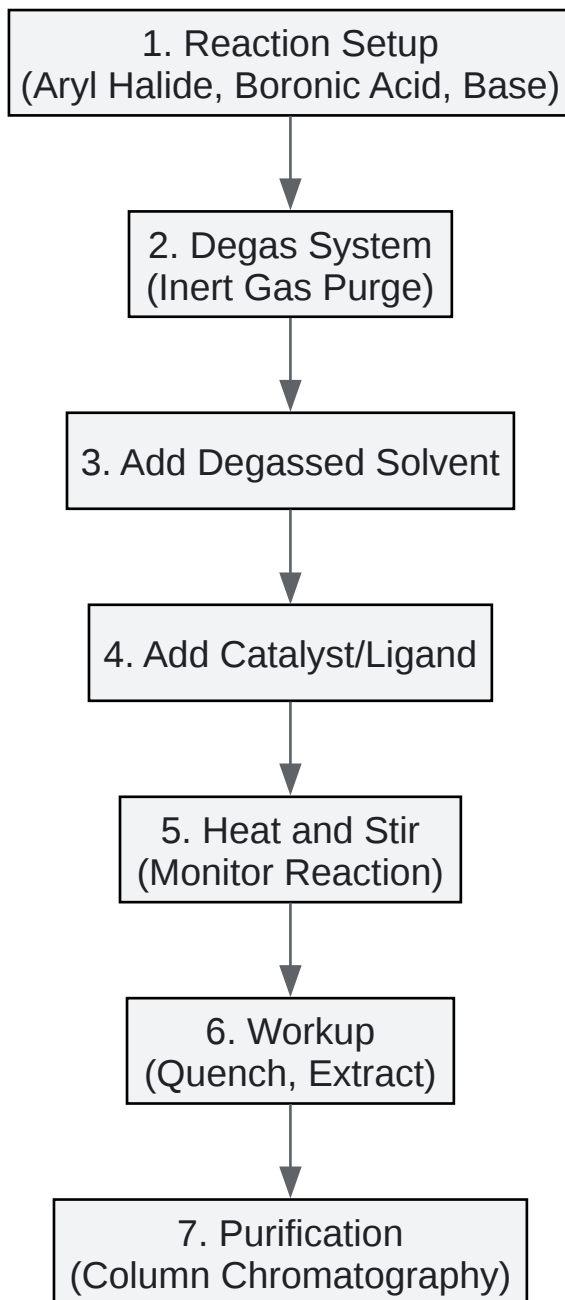 1. Reaction Setup
(Aryl Halide, Boronic Acid, Base)
2. Degas System
(Inert Gas Purge)
3. Add Degassed Solvent
4. Add Catalyst/Ligand
5. Heat and Stir
(Monitor Reaction)
6. Workup
(Quench, Extract)
7. Purification
(Column Chromatography)